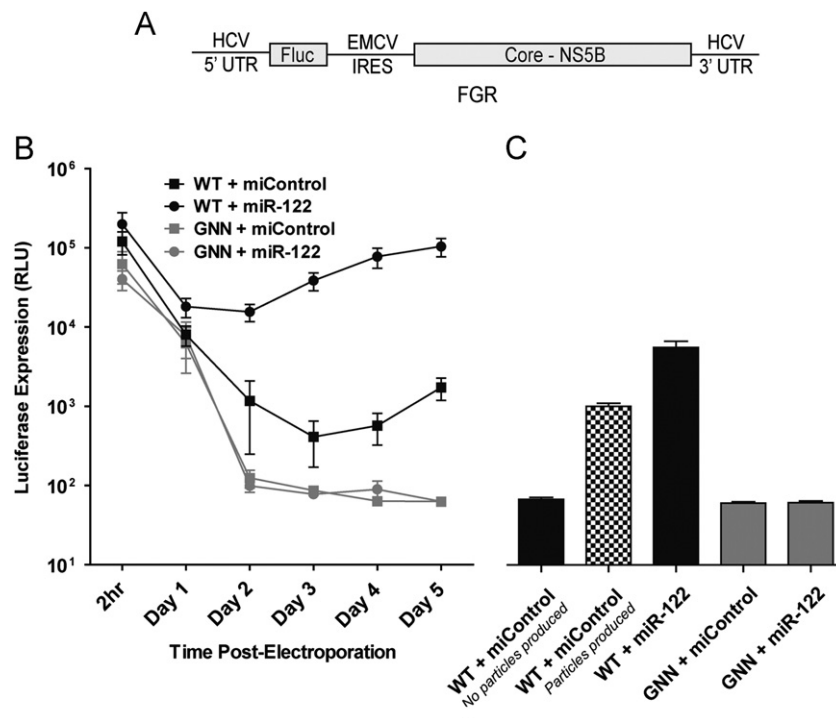 A
HCV
5' UTR
Fluc
EMCV
IRES
Core - NS5B
HCV
3' UTR
FGR
B
C
WT + miControl
WT + miR-122
GNN + miControl
GNN + miR-122
Luciferase Expression (RLU)
10^6
10^5
10^4
10^3
10^2
10^1
2hr
Day 1
Day 2
Day 3
Day 4
Day 5
Time Post-Electroporation
WT + miControl
No particles produced
WT + miControl
Particles produced
WT + miR-122
GNN + miControl
GNN + miR-122